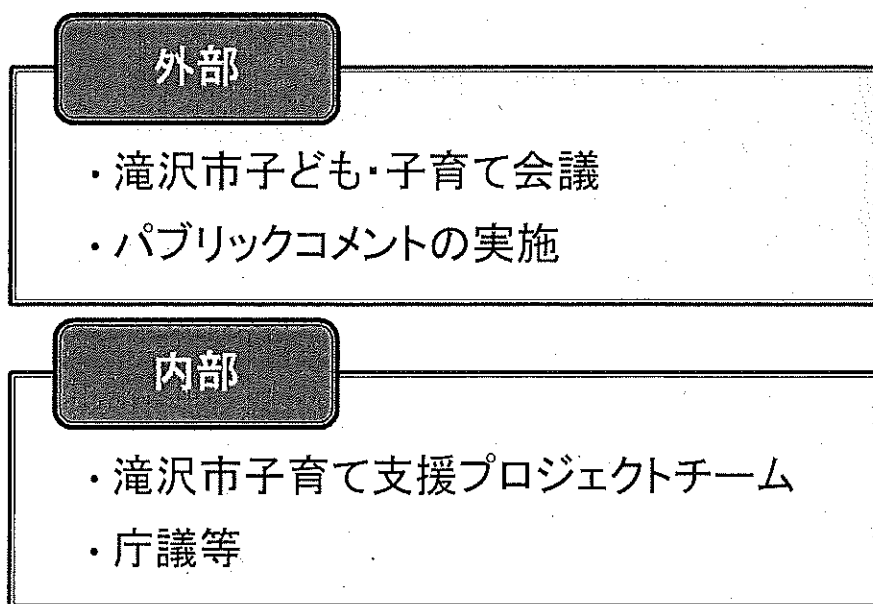 外部
・滝沢市子ども・子育て会議
・パブリックコメントの実施
内部
・滝沢市子育て支援プロジェクトチーム
・庁議等